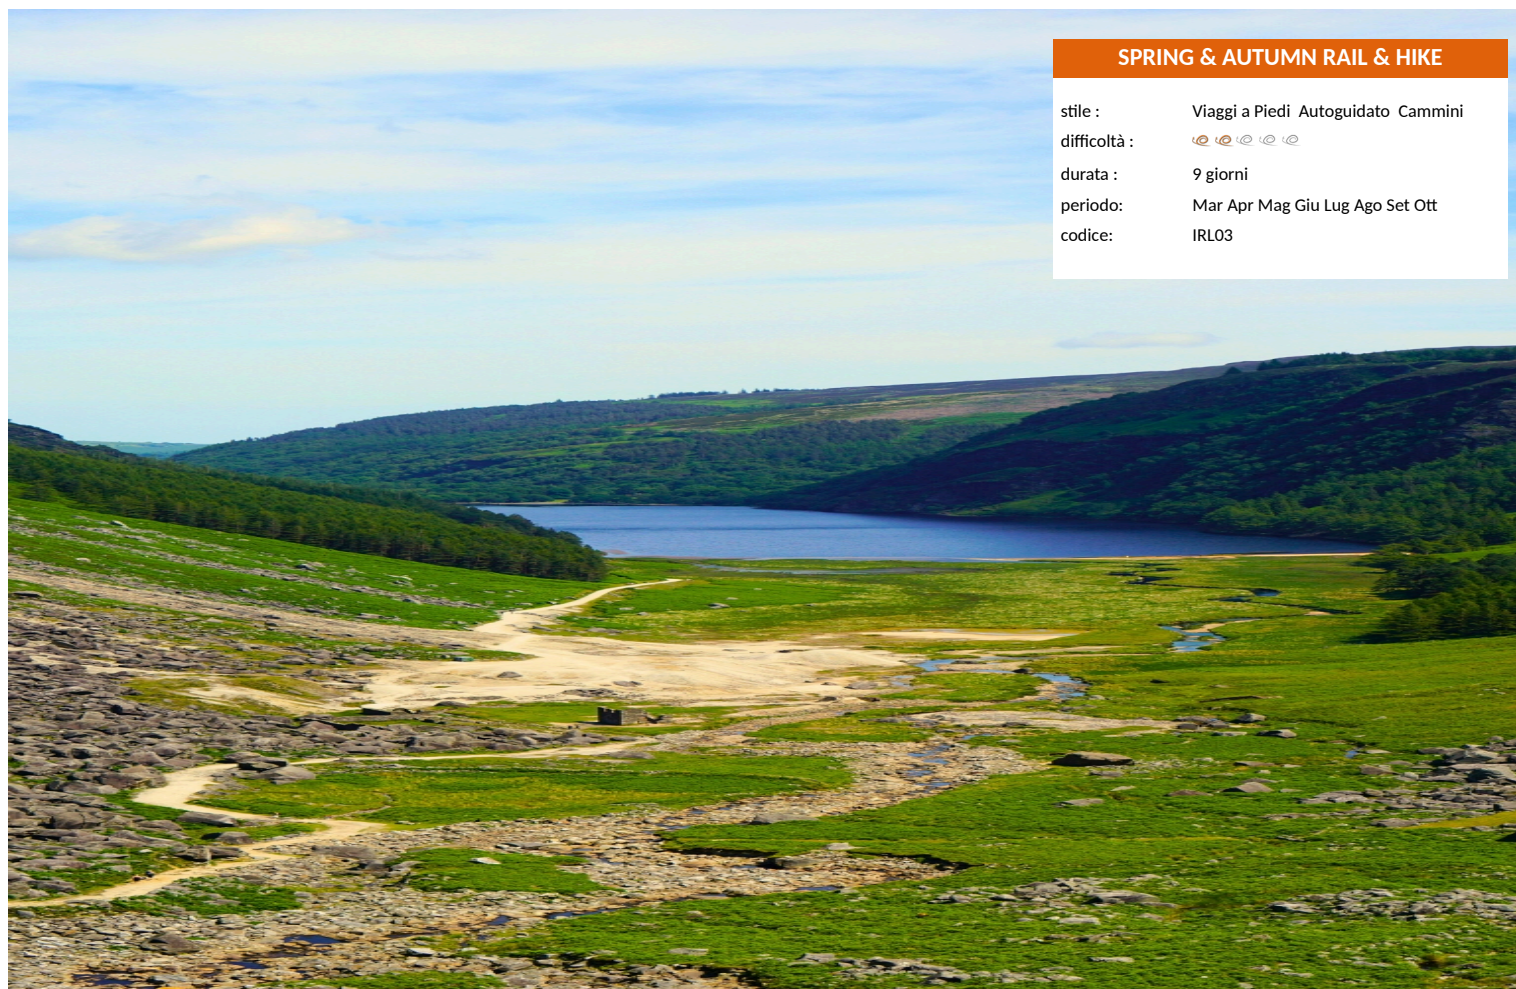 SPRING & AUTUMN RAIL & HIKE
stile : Viaggi a Piedi Autoguidato Cammini
difficoltà :
durata : 9 giorni
periodo: Mar Apr Mag Giu Lug Ago Set Ott
codice: IRL03